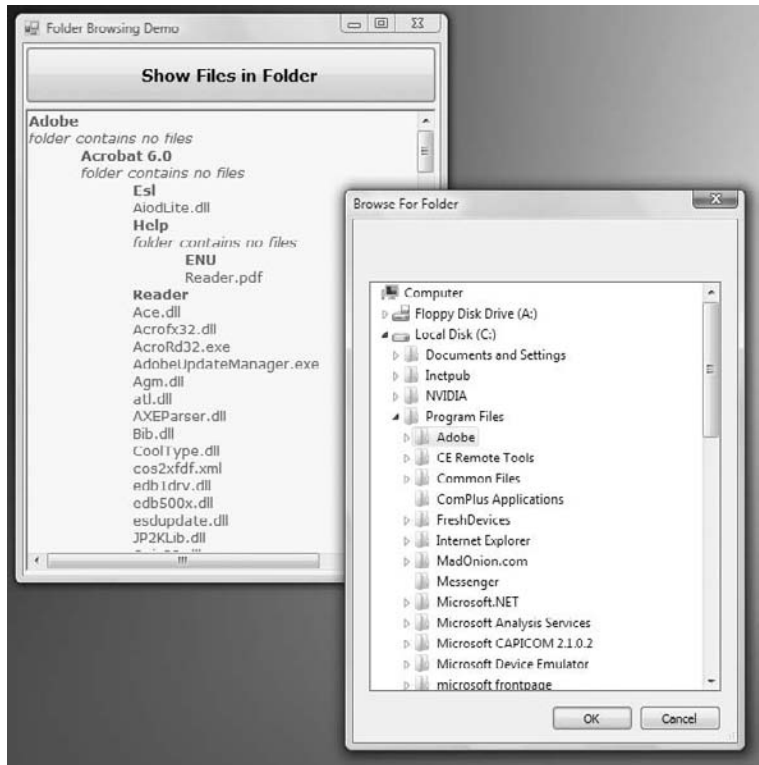 Folder Browsing Demo
Show Files in Folder
Adobe
folder contains no files
Acrobat 6.0
folder contains no files
Esl
AiodLite.dll
Help
folder contains no files
ENU
Reader.pdf
Reader
Ace.dll
Acrofx32.dll
AcroRd32.exe
AdobeUpdateManager.exe
Agm.dll
atl.dll
AXEParser.dll
Bib.dll
CoolType.dll
cos2xfdf.xml
edb1drv.dll
edb500x.dll
esdupdate.dll
JP2KLib.dll
Browse For Folder
Computer
Floppy Disk Drive (A:)
Local Disk (C:)
Documents and Settings
Inetpub
NVIDIA
Program Files
Adobe
CE Remote Tools
Common Files
ComPlus Applications
FreshDevices
Internet Explorer
MadOnion.com
Messenger
Microsoft.NET
Microsoft Analysis Services
Microsoft CAPICOM 2.1.0.2
Microsoft Device Emulator
microsoft frontpage
OK
Cancel